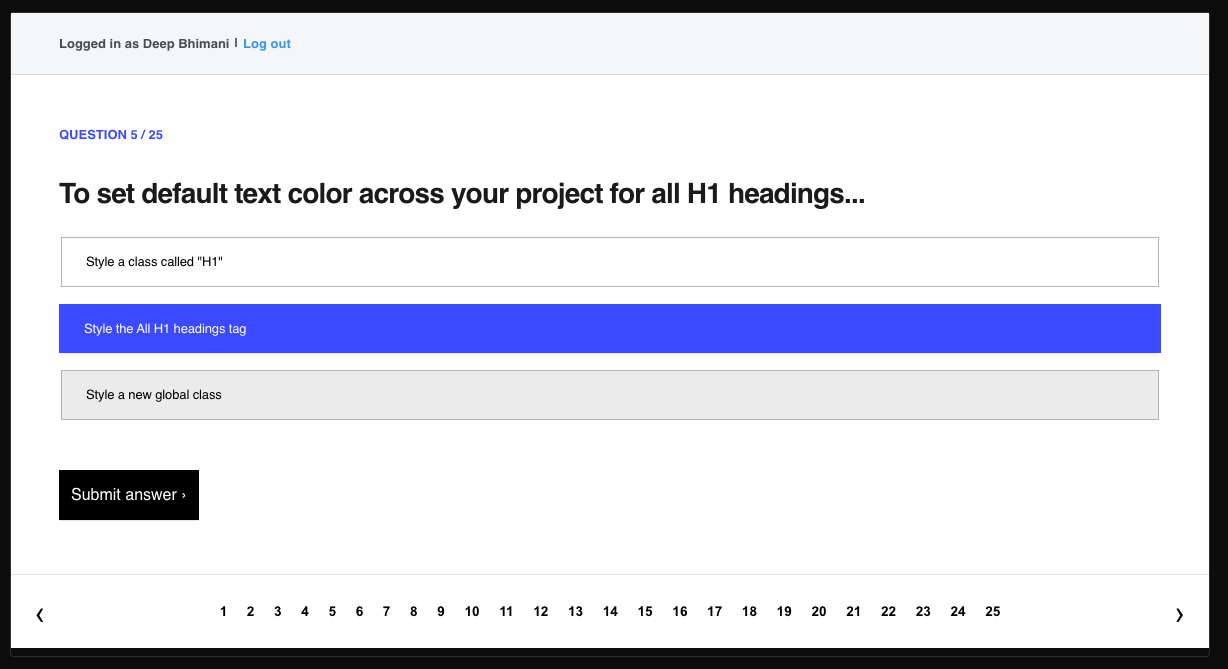 Logged in as Deep Bhimani | Log out
QUESTION 5 / 25
To set default text color across your project for all H1 headings...
Style a class called "H1"
Style the All H1 headings tag
Style a new global class
Submit answer ›
❮ 1 2 3 4 5 6 7 8 9 10 11 12 13 14 15 16 17 18 19 20 21 22 23 24 25 ❯